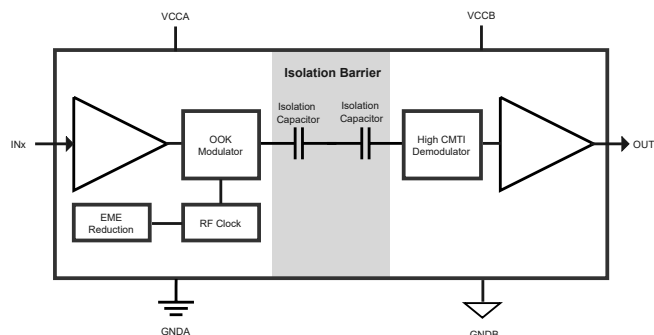 VCCA
VCCB
Isolation Barrier
Isolation
Capacitor
Isolation
Capacitor
INx
OOK
Modulator
High CMTI
Demodulator
OUT
EME
Reduction
RF Clock
GNDA
GNDB